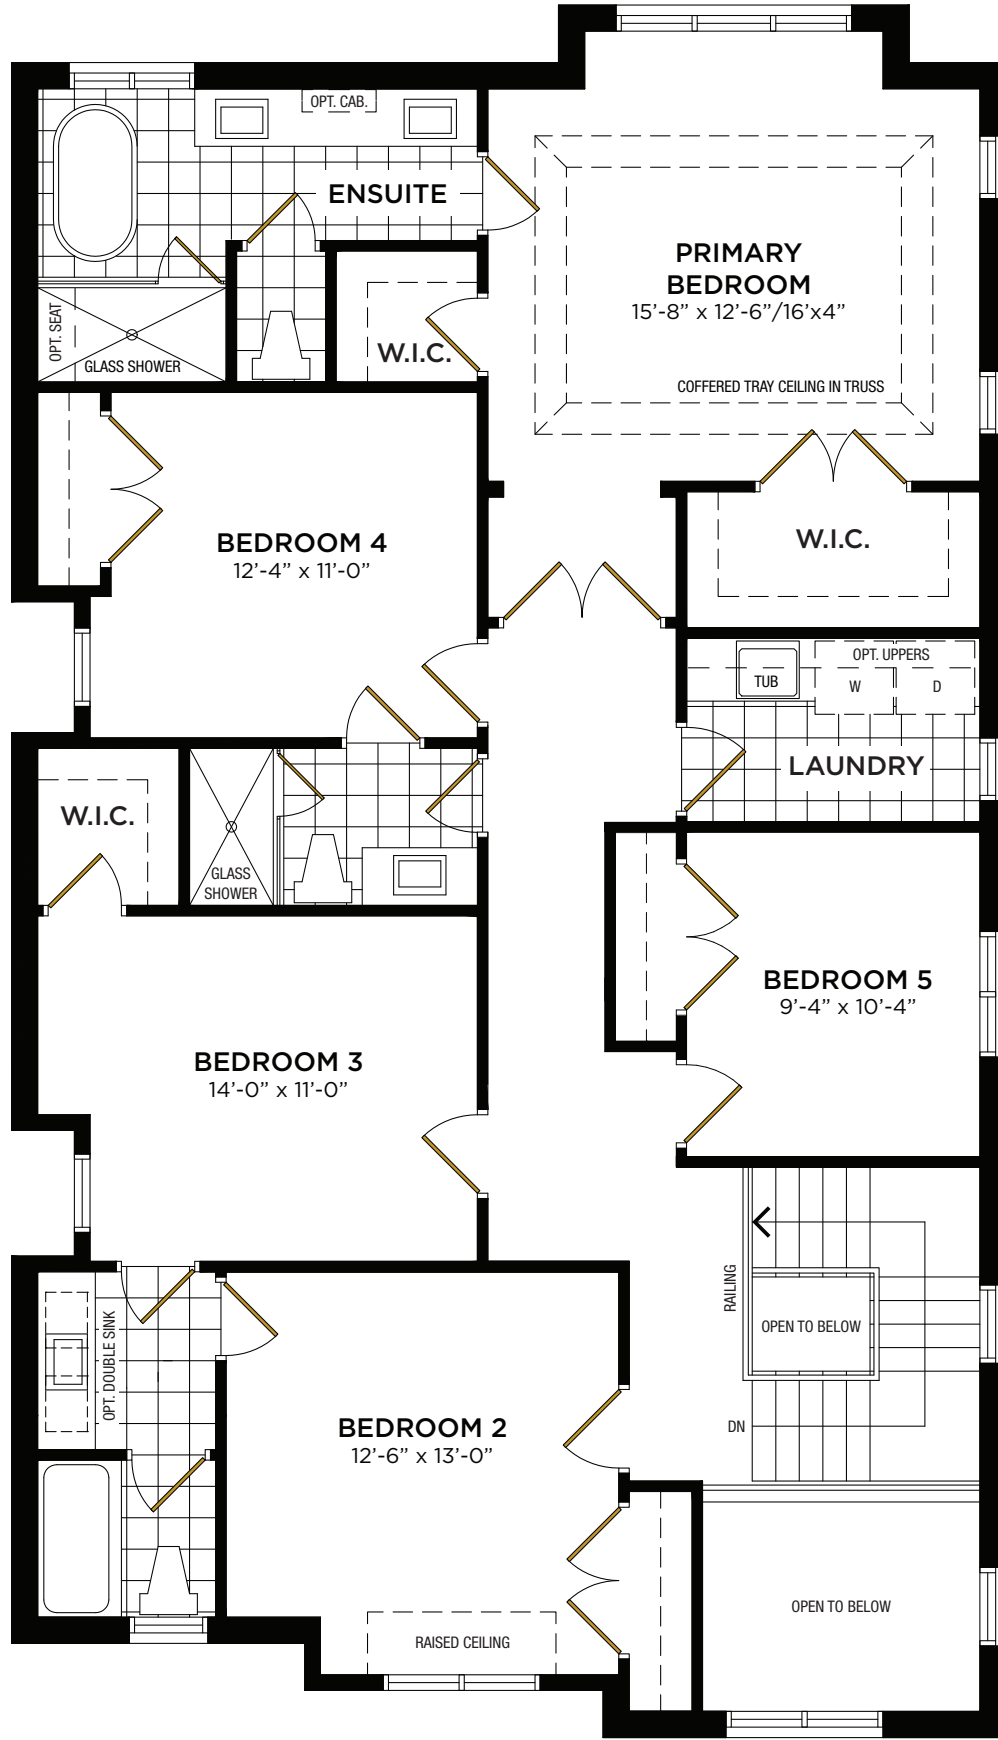 OPT. CAB.
ENSUITE
PRIMARY
BEDROOM
15’-8” x 12’-6”/16’x4”
OPT. SEAT
GLASS SHOWER
W.I.C.
COFFERED TRAY CEILING IN TRUSS
BEDROOM 4
12’-4” x 11’-0”
W.I.C.
OPT. UPPERS
TUB
W
D
LAUNDRY
W.I.C.
GLASS
SHOWER
BEDROOM 5
9’-4” x 10’-4”
BEDROOM 3
14’-0” x 11’-0”
RAILING
OPEN TO BELOW
OPT. DOUBLE SINK
DN
BEDROOM 2
12’-6” x 13’-0”
OPEN TO BELOW
RAISED CEILING